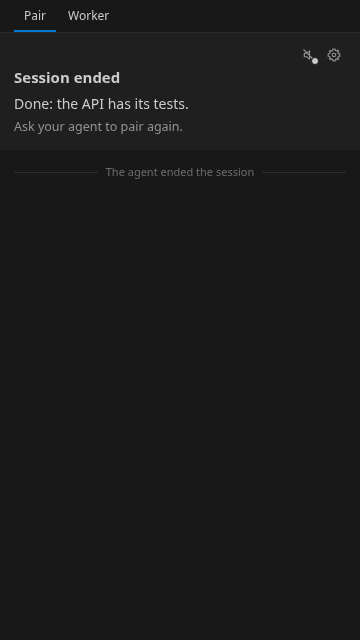 Pair Worker
Session ended
Done: the API has its tests.
Ask your agent to pair again.
The agent ended the session